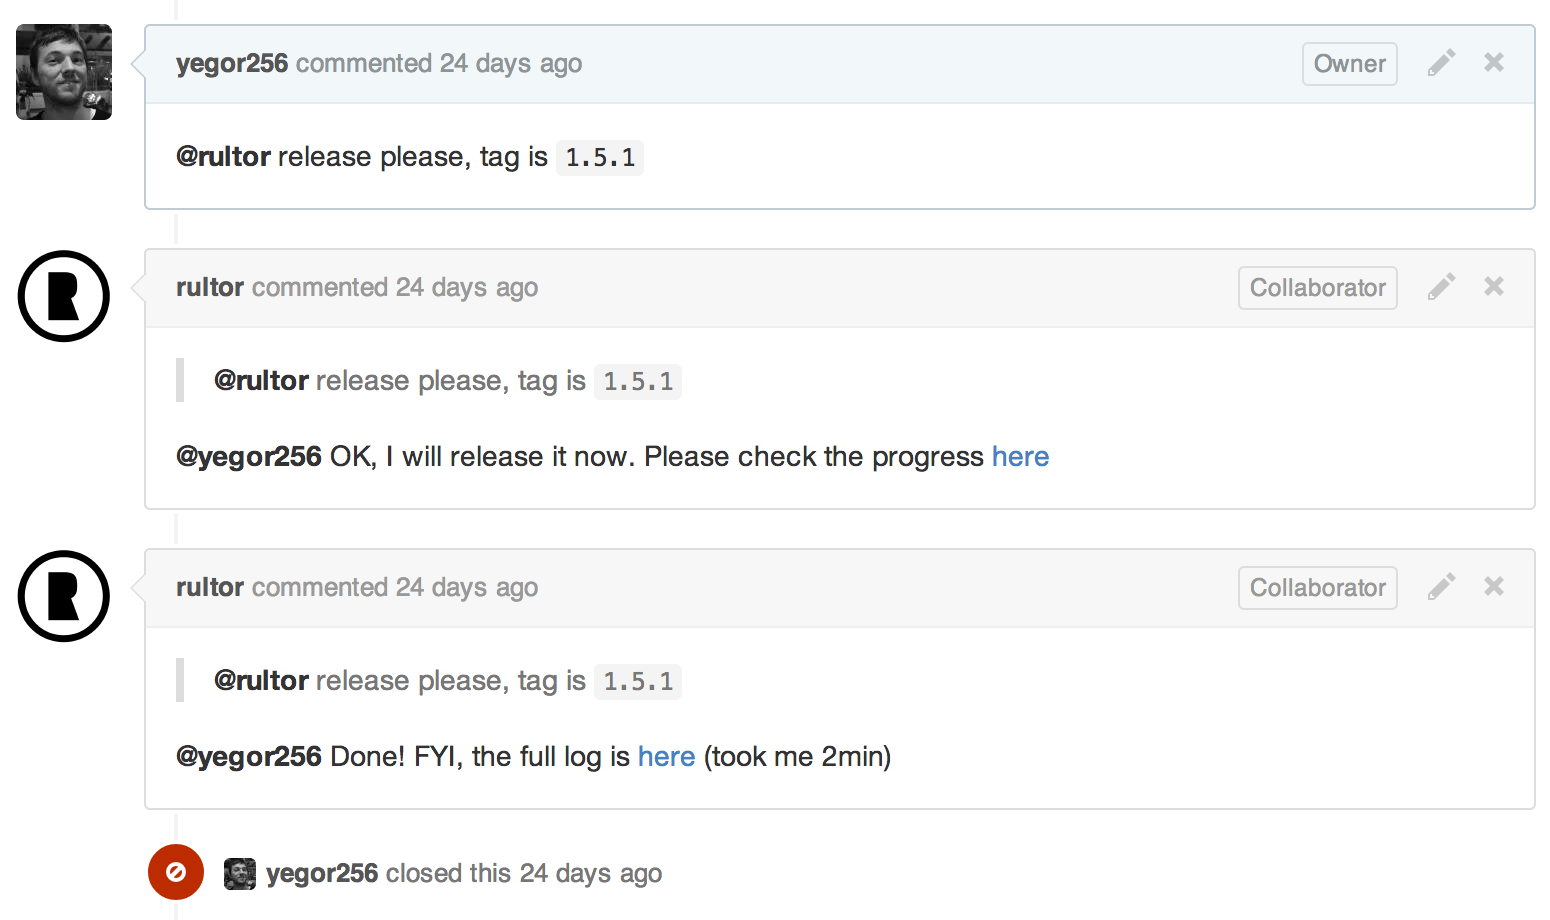 yegor256 commented 24 days ago Owner
@rultor release please, tag is 1.5.1
R
rultor commented 24 days ago Collaborator
@rultor release please, tag is 1.5.1
@yegor256 OK, I will release it now. Please check the progress here
R
rultor commented 24 days ago Collaborator
@rultor release please, tag is 1.5.1
@yegor256 Done! FYI, the full log is here (took me 2min)
yegor256 closed this 24 days ago